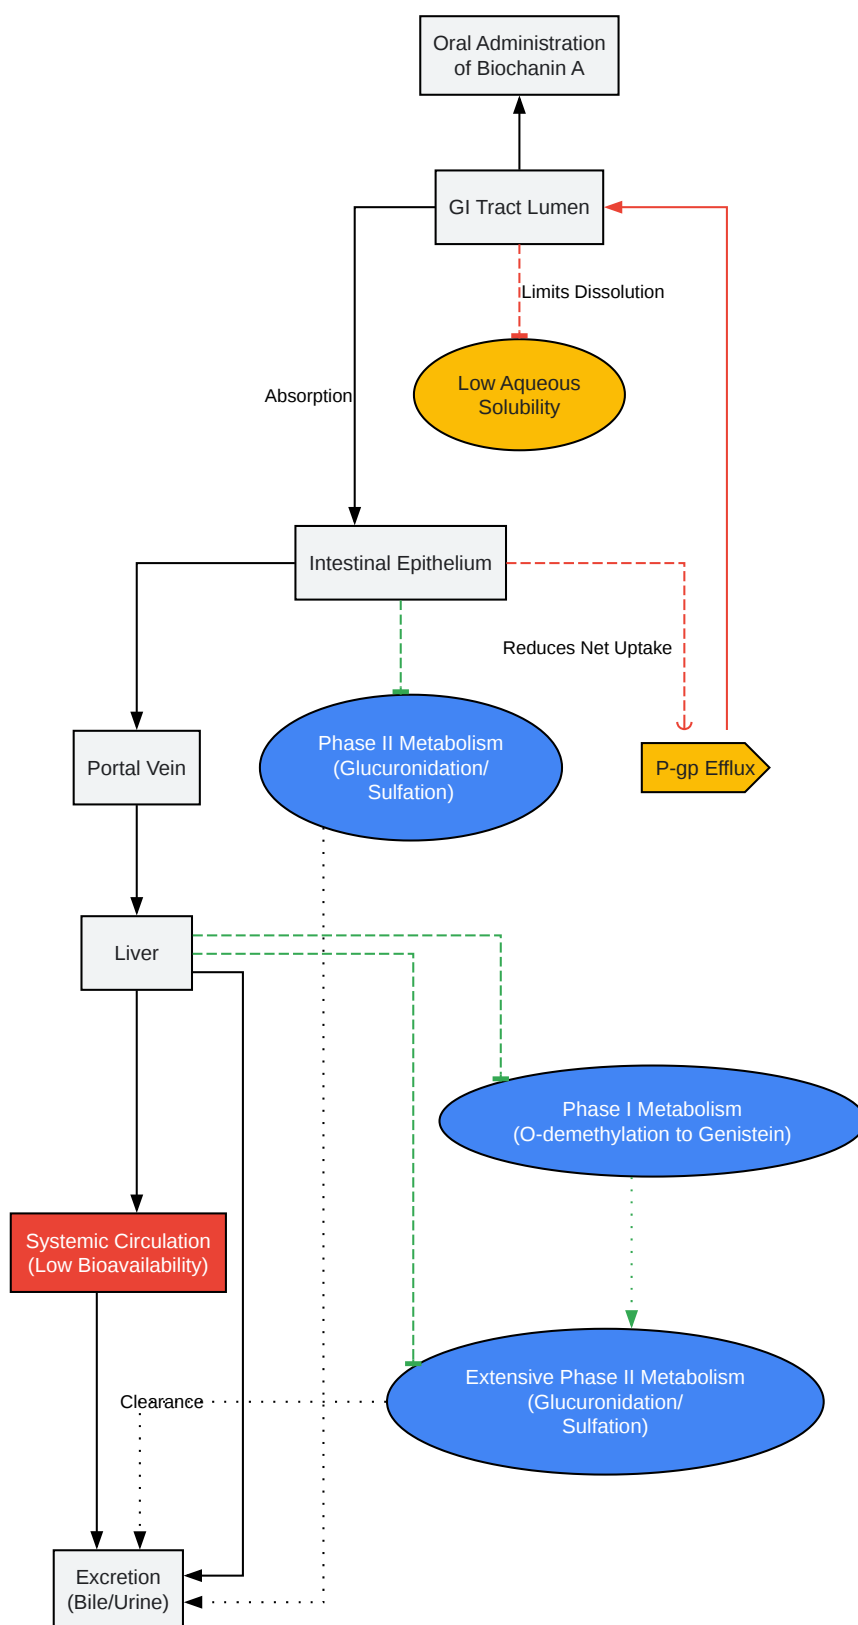 Oral Administration
of Biochanin A
GI Tract Lumen
Limits Dissolution
Low Aqueous
Solubility
Absorption
Intestinal Epithelium
Reduces Net Uptake
Phase II Metabolism
(Glucuronidation/
Sulfation)
Portal Vein
P-gp Efflux
Liver
Phase I Metabolism
(O-demethylation to Genistein)
Systemic Circulation
(Low Bioavailability)
Extensive Phase II Metabolism
(Glucuronidation/
Sulfation)
Clearance
Excretion
(Bile/Urine)